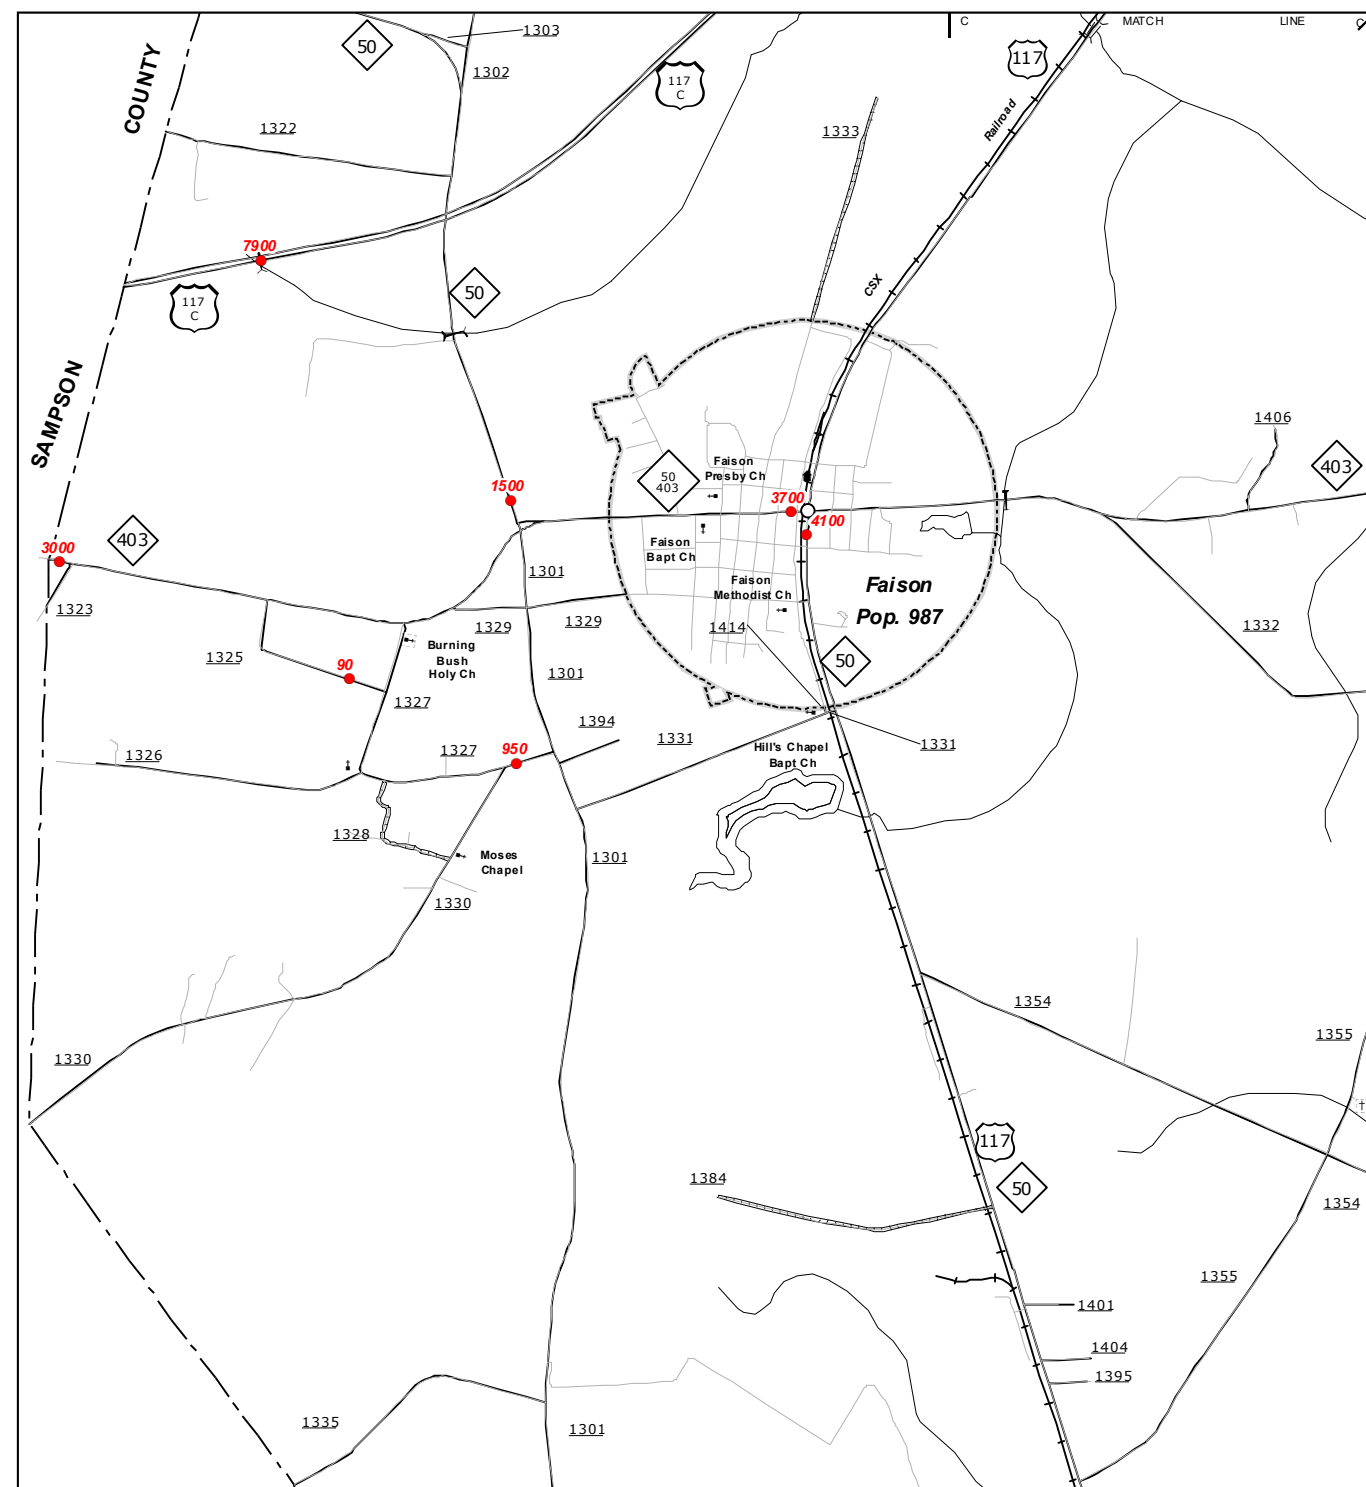 C
MATCH
LINE
C
1303
50
1302
117
C
117
COUNTY
1322
1333
Railroad
7900
50
117
C
CSX
SAMPSON
1406
50
403
Faison
Presby Ch
403
1500
3700
4100
403
3000
Faison
Bapt Ch
1301
Faison
Methodist Ch
Faison
Pop. 987
1323
1329
1329
1414
1332
1325
90
Burning
Bush
Holy Ch
1301
50
1327
1394
1331
1331
1326
1327
950
Hill's Chapel
Bapt Ch
1328
Moses
Chapel
1301
1330
1354
1330
1355
117
1384
50
1354
1355
1401
1404
1395
1335
1301